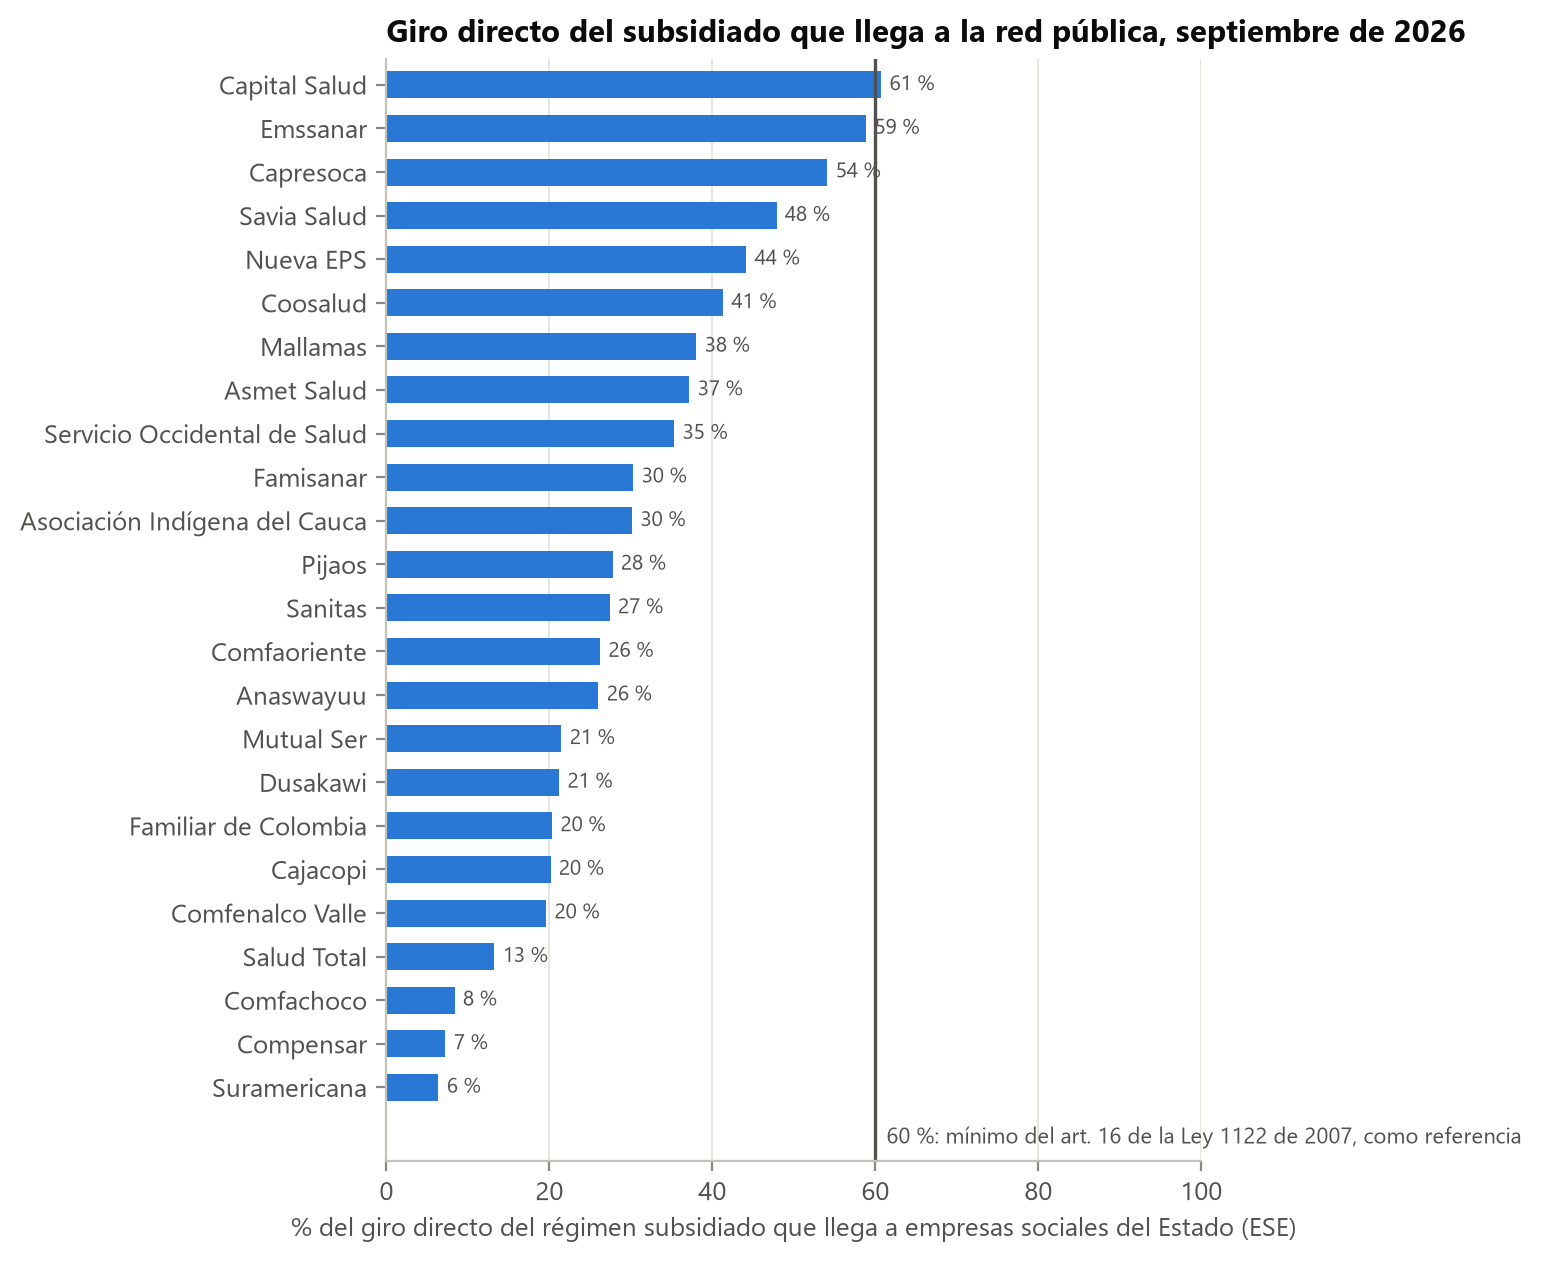 Giro directo del subsidiado que llega a la red pública, septiembre de 2026
Capital Salud 61 %
Emssanar 59 %
Capresoca 54 %
Savia Salud 48 %
Nueva EPS 44 %
Coosalud 41 %
Mallamas 38 %
Asmet Salud 37 %
Servicio Occidental de Salud 35 %
Famisanar 30 %
Asociación Indígena del Cauca 30 %
Pijaos 28 %
Sanitas 27 %
Comfaoriente 26 %
Anaswayuu 26 %
Mutual Ser 21 %
Dusakawi 21 %
Familiar de Colombia 20 %
Cajacopi 20 %
Comfenalco Valle 20 %
Salud Total 13 %
Comfachoco 8 %
Compensar 7 %
Suramericana 6 %
60 %: mínimo del art. 16 de la Ley 1122 de 2007, como referencia
0 20 40 60 80 100
% del giro directo del régimen subsidiado que llega a empresas sociales del Estado (ESE)